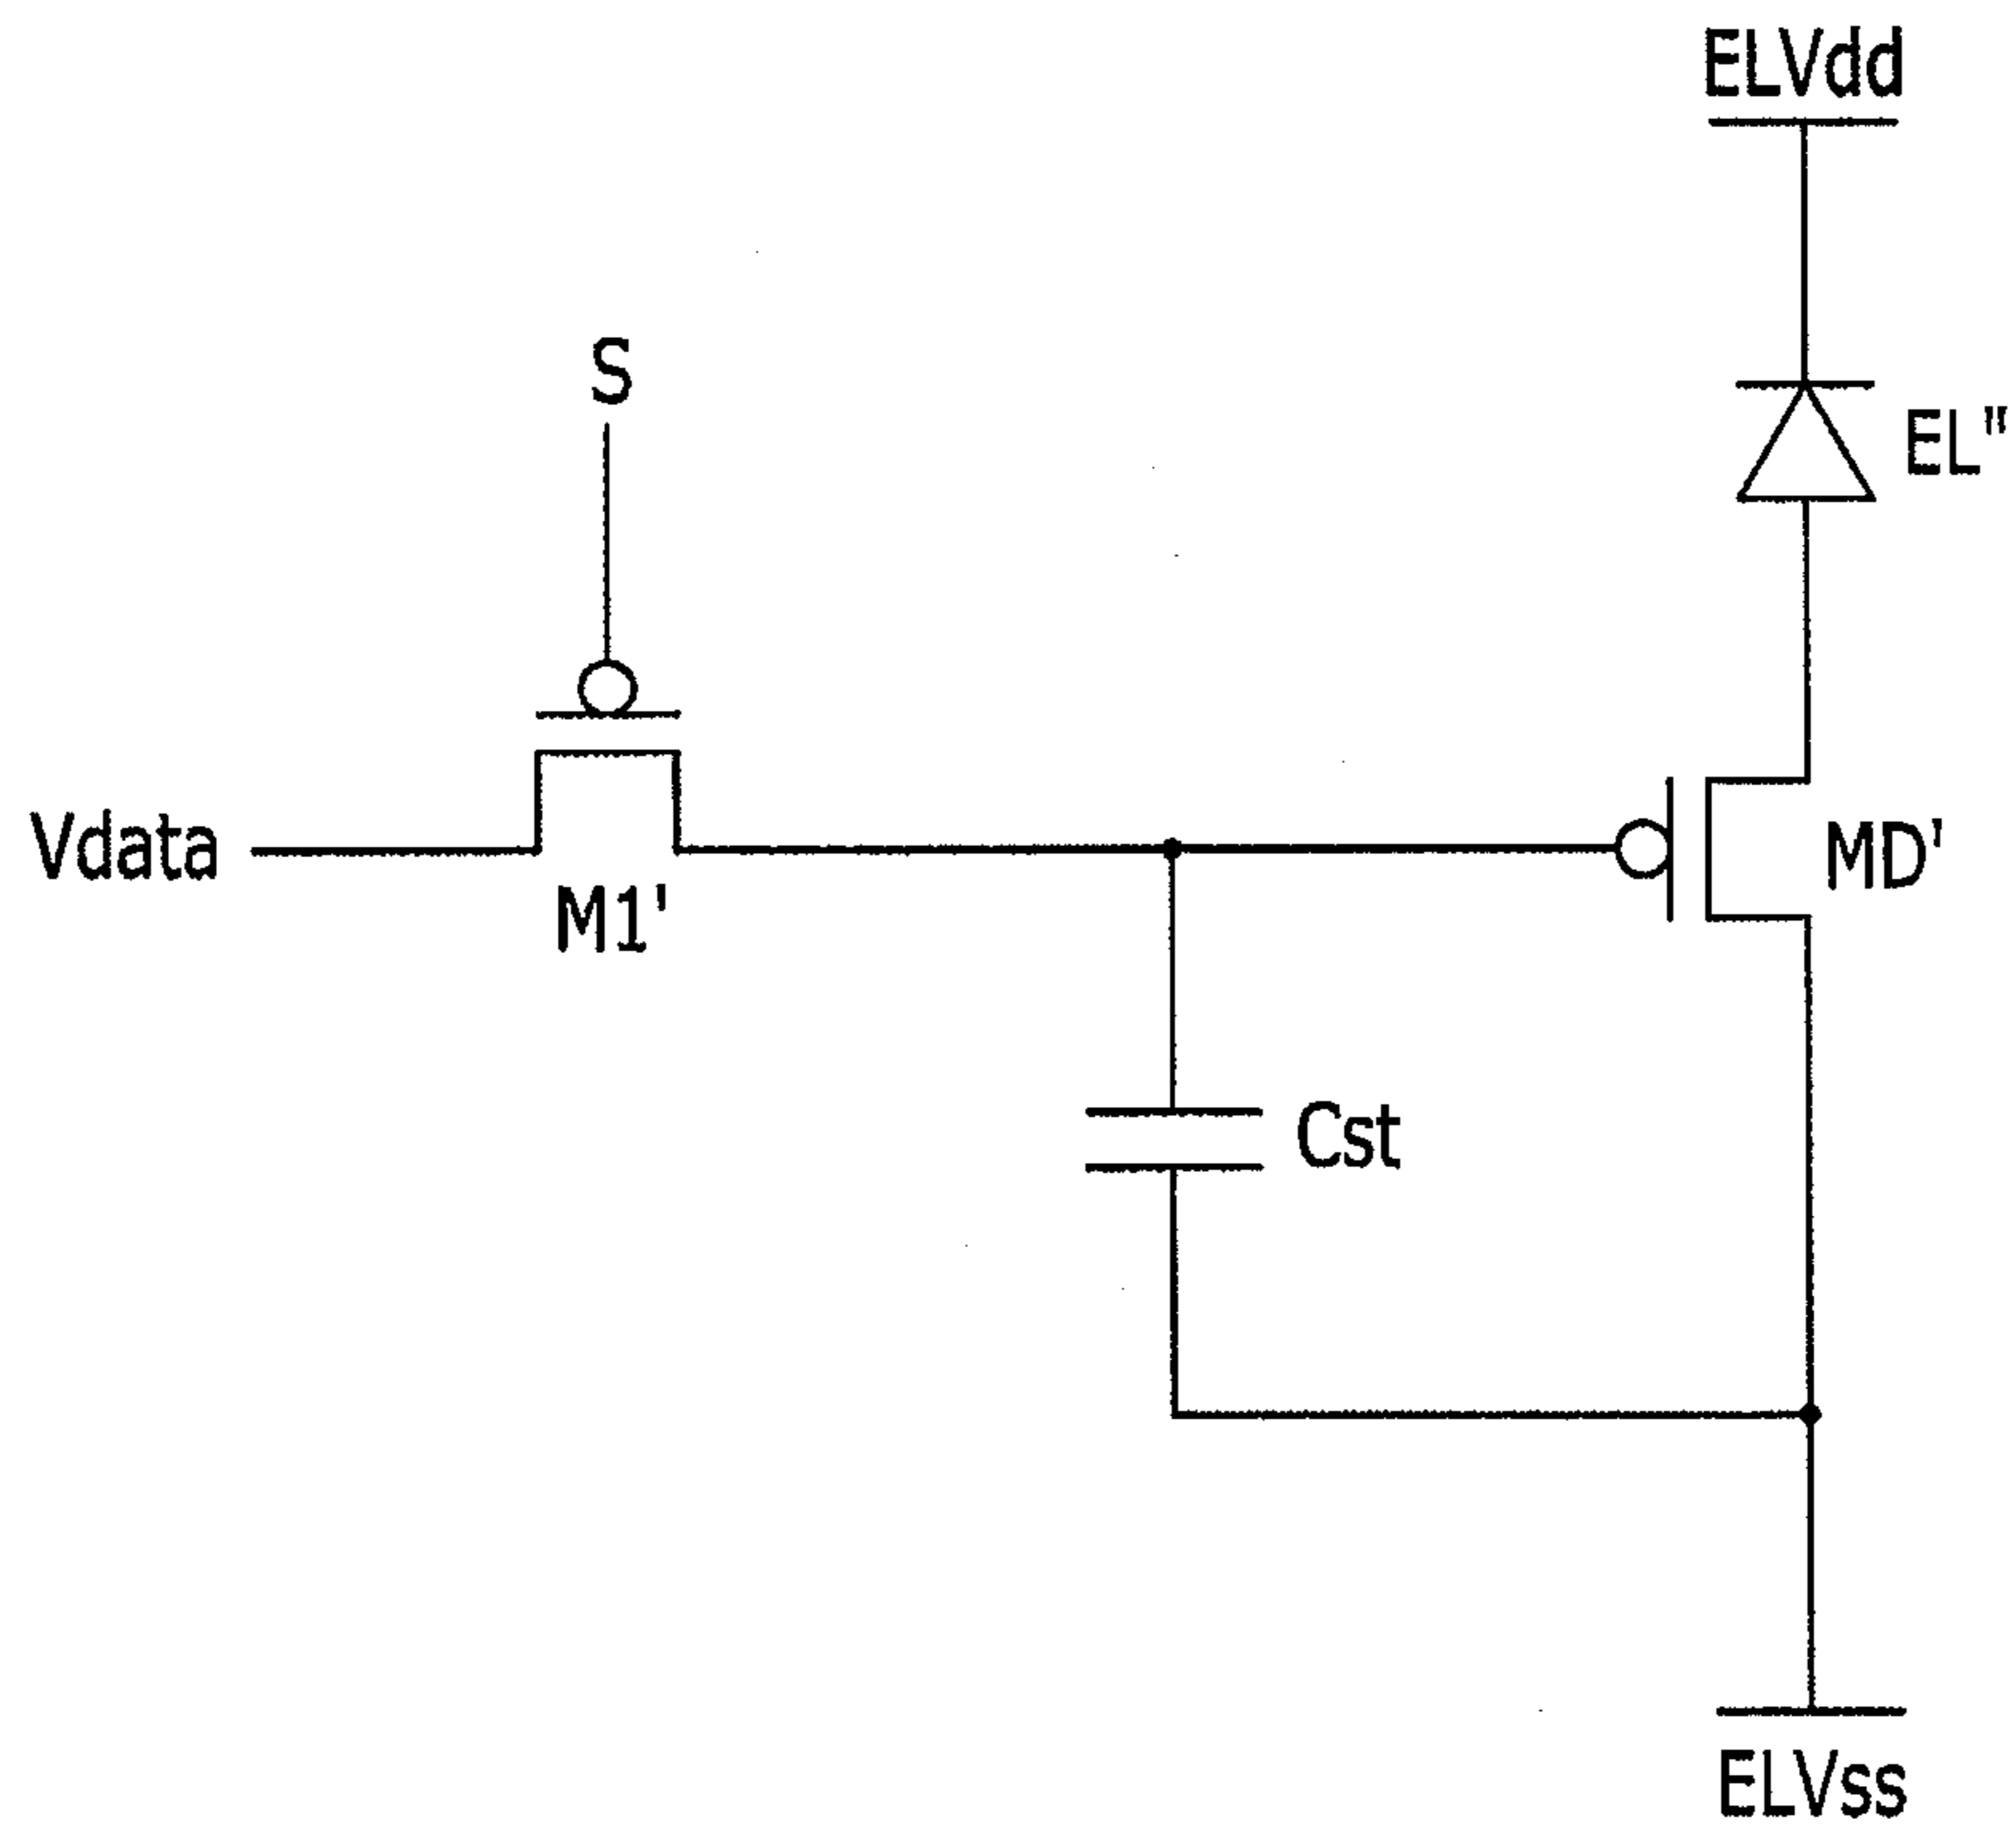 ELVdd
S
EL"
Vdata
M1'
MD'
Cst
ELVss